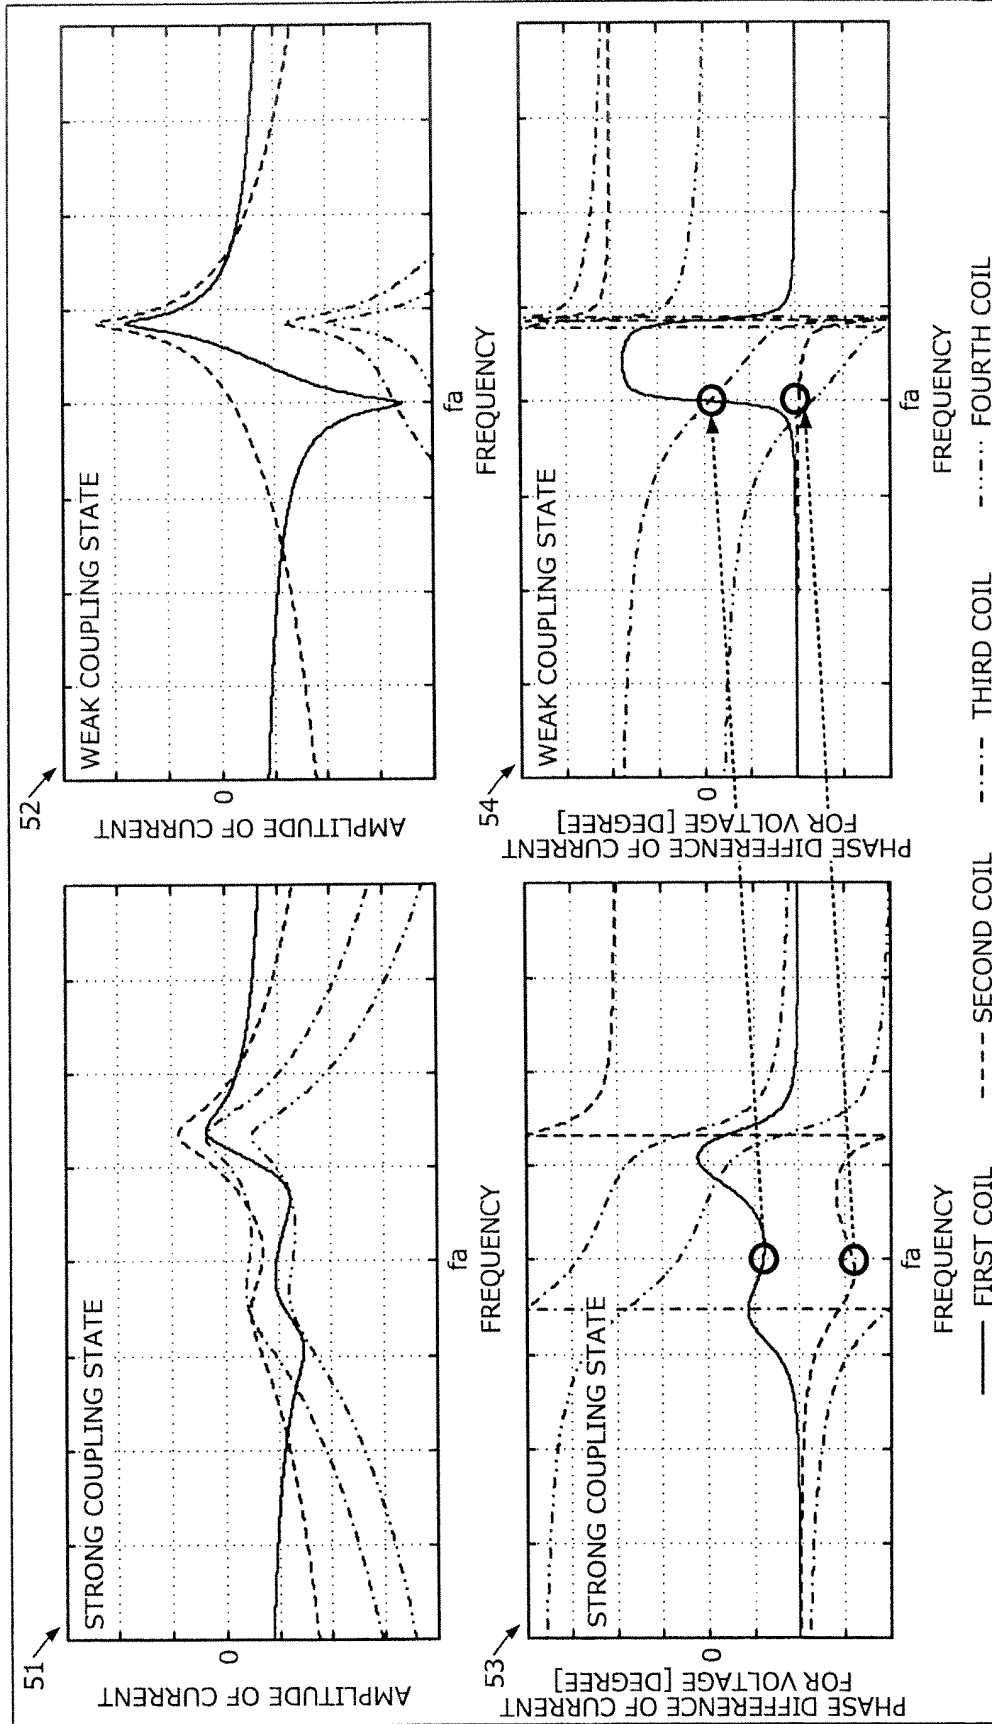 51
STRONG COUPLING STATE
AMPLITUDE OF CURRENT
0
fa
FREQUENCY
52
WEAK COUPLING STATE
AMPLITUDE OF CURRENT
0
fa
FREQUENCY
53
STRONG COUPLING STATE
PHASE DIFFERENCE OF CURRENT
FOR VOLTAGE [DEGREE]
0
fa
FREQUENCY
54
WEAK COUPLING STATE
PHASE DIFFERENCE OF CURRENT
FOR VOLTAGE [DEGREE]
0
fa
FREQUENCY
FIRST COIL SECOND COIL THIRD COIL FOURTH COIL